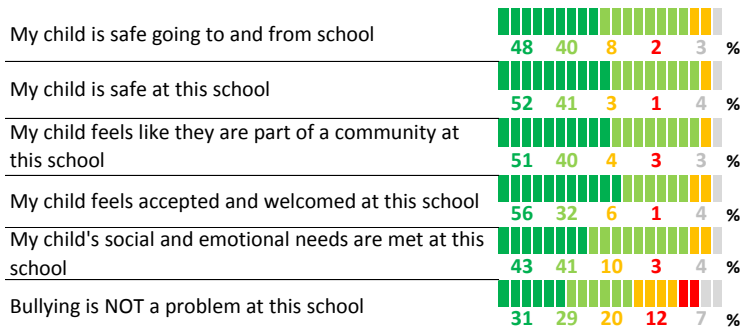 My child is safe going to and from school
48 40 8 2 3 %
My child is safe at this school
52 41 3 1 4 %
My child feels like they are part of a community at
this school
51 40 4 3 3 %
My child feels accepted and welcomed at this school
56 32 6 1 4 %
My child's social and emotional needs are met at this
school
43 41 10 3 4 %
Bullying is NOT a problem at this school
31 29 20 12 7 %